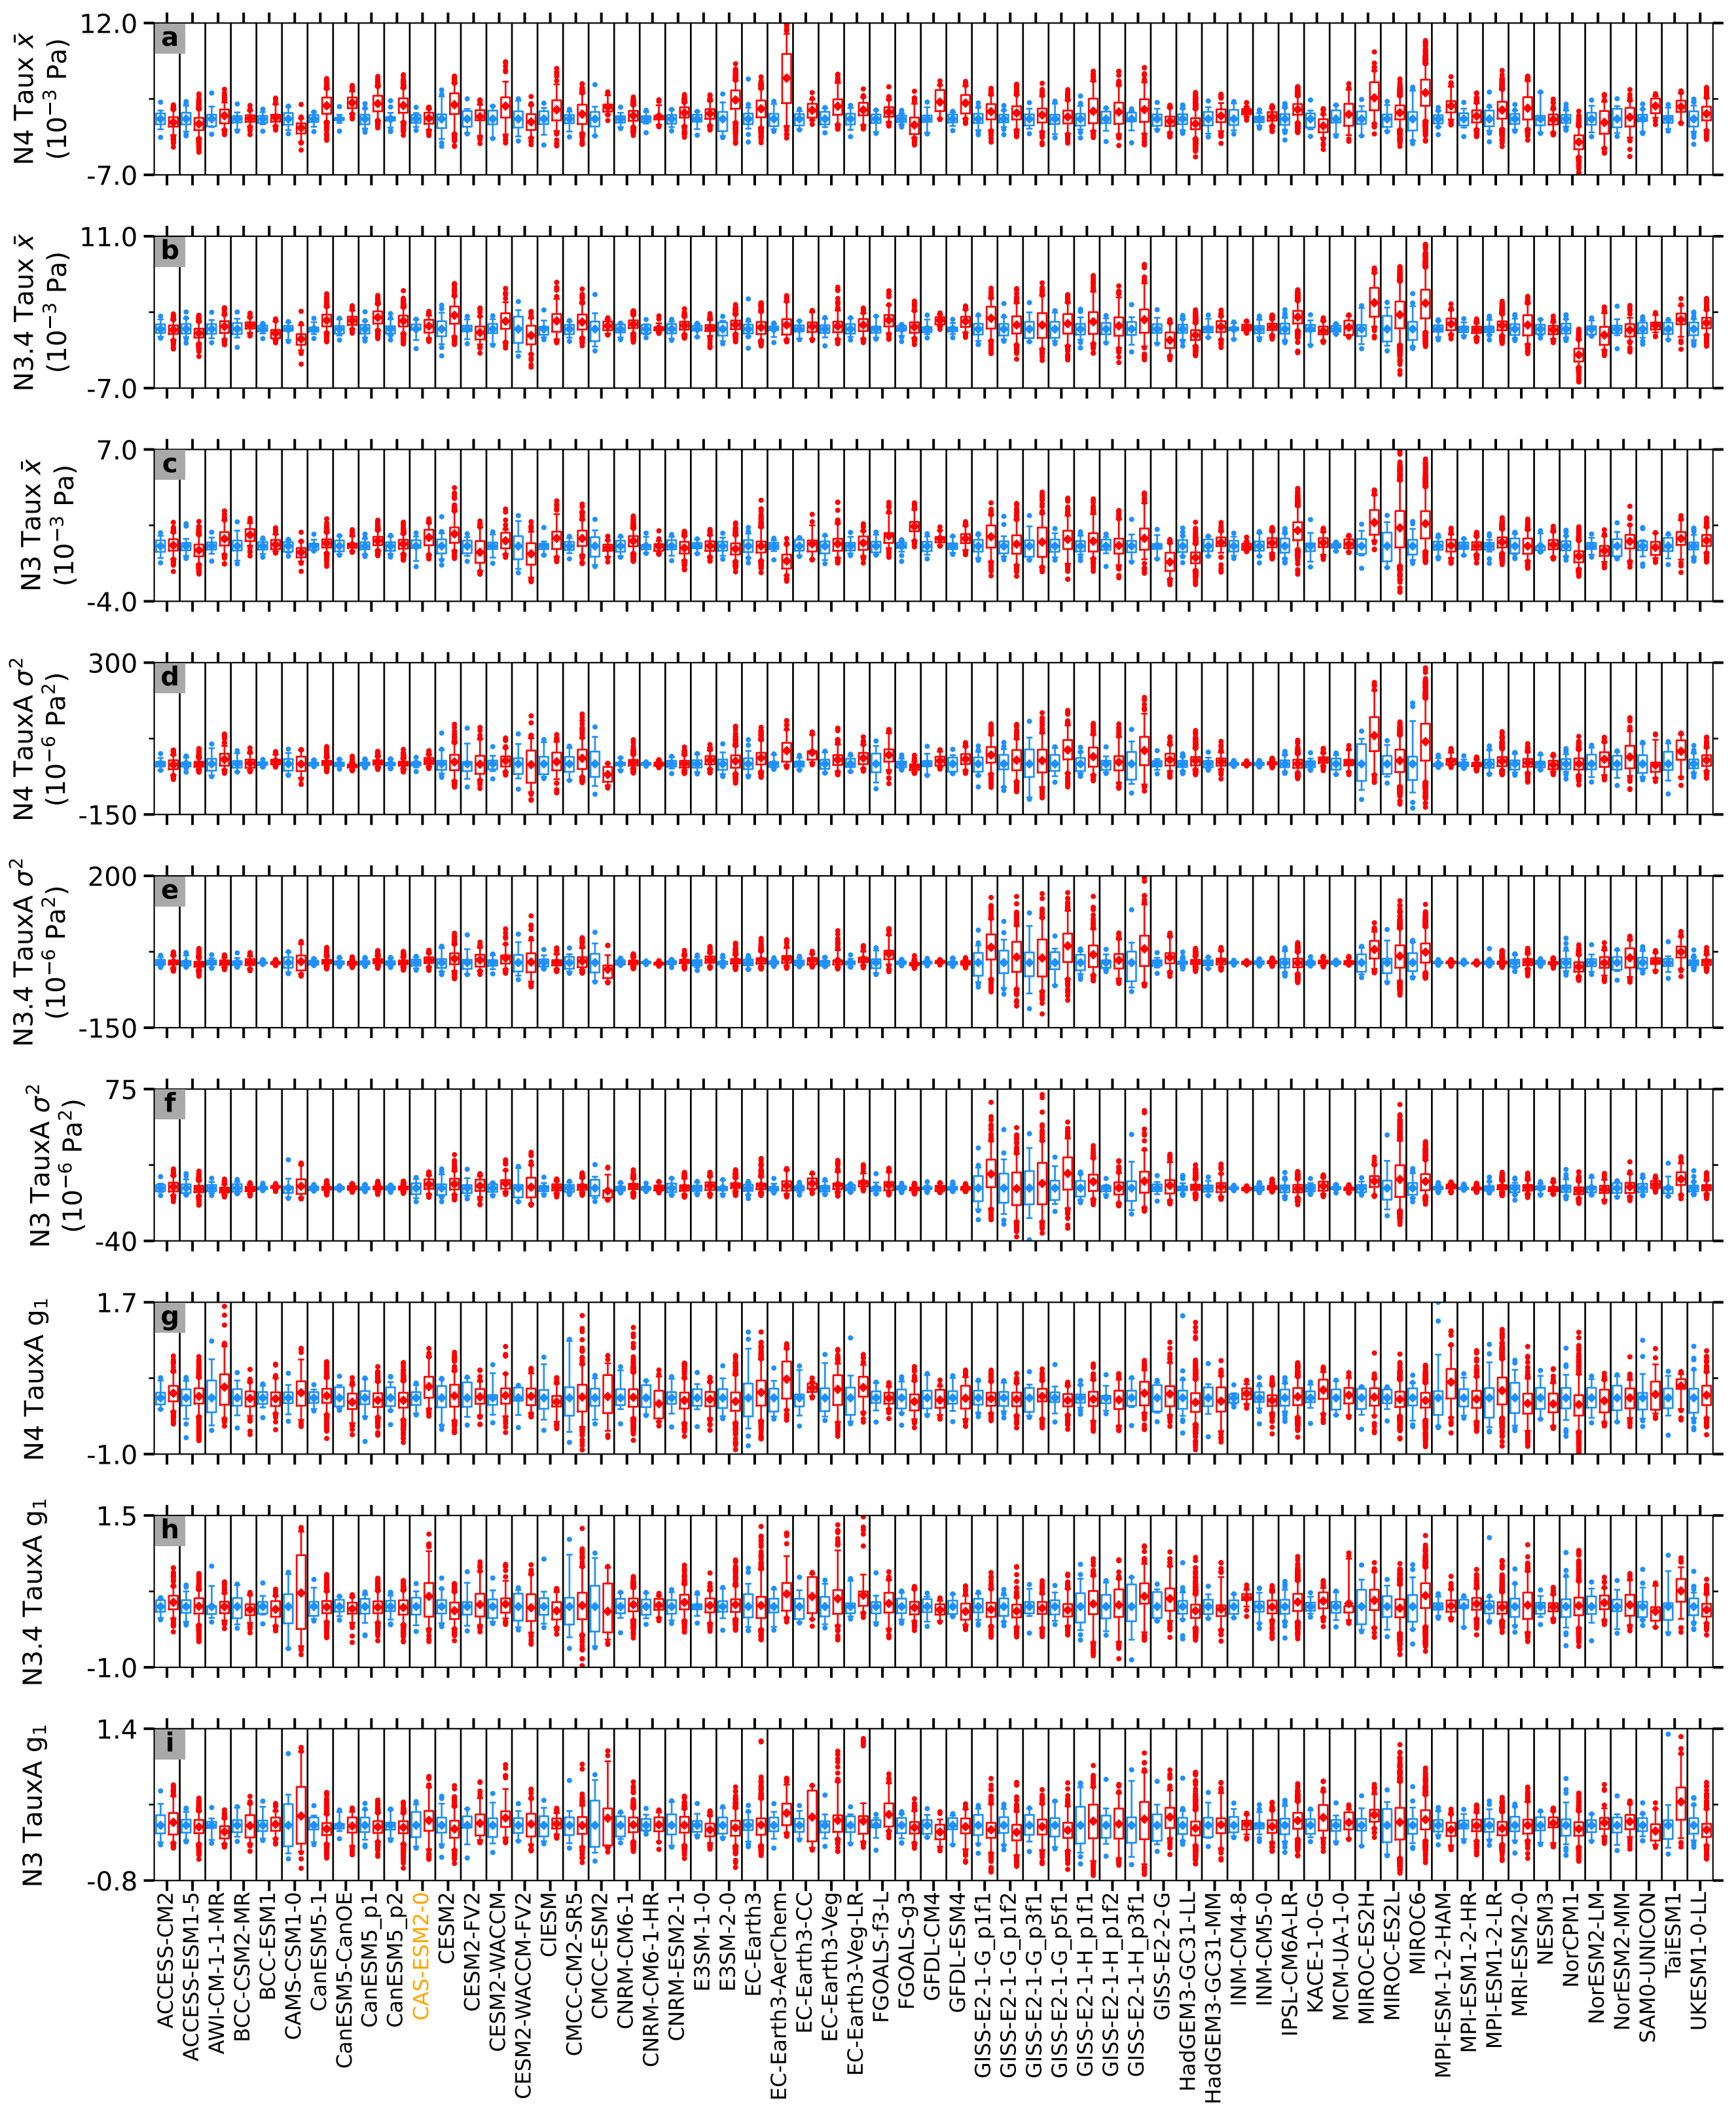 12.0
a
N4 Taux x̄
(10⁻³ Pa)
-7.0
11.0
b
N3.4 Taux x̄
(10⁻³ Pa)
-7.0
7.0
c
N3 Taux x̄
(10⁻³ Pa)
-4.0
300
d
N4 TauxA σ²
(10⁻⁶ Pa²)
-150
200
e
N3.4 TauxA σ²
(10⁻⁶ Pa²)
-150
75
f
N3 TauxA σ²
(10⁻⁶ Pa²)
-40
1.7
g
N4 TauxA g₁
-1.0
1.5
h
N3.4 TauxA g₁
-1.0
1.4
i
N3 TauxA g₁
-0.8
ACCESS-CM2
ACCESS-ESM1-5
AWI-CM-1-1-MR
BCC-CSM2-MR
BCC-ESM1
CAMS-CSM1-0
CanESM5-1
CanESM5-CanOE
CanESM5_p1
CanESM5_p2
CAS-ESM2-0
CESM2
CESM2-FV2
CESM2-WACCM
CESM2-WACCM-FV2
CIESM
CMCC-CM2-SR5
CMCC-ESM2
CNRM-CM6-1
CNRM-CM6-1-HR
CNRM-ESM2-1
E3SM-1-0
E3SM-2-0
EC-Earth3
EC-Earth3-AerChem
EC-Earth3-CC
EC-Earth3-Veg
EC-Earth3-Veg-LR
FGOALS-f3-L
FGOALS-g3
GFDL-CM4
GFDL-ESM4
GISS-E2-1-G_p1f1
GISS-E2-1-G_p1f2
GISS-E2-1-G_p3f1
GISS-E2-1-G_p5f1
GISS-E2-1-H_p1f1
GISS-E2-1-H_p1f2
GISS-E2-1-H_p3f1
GISS-E2-2-G
HadGEM3-GC31-LL
HadGEM3-GC31-MM
INM-CM4-8
INM-CM5-0
IPSL-CM6A-LR
KACE-1-0-G
MCM-UA-1-0
MIROC-ES2H
MIROC-ES2L
MIROC6
MPI-ESM-1-2-HAM
MPI-ESM1-2-HR
MPI-ESM1-2-LR
MRI-ESM2-0
NESM3
NorCPM1
NorESM2-LM
NorESM2-MM
SAM0-UNICON
TaiESM1
UKESM1-0-LL